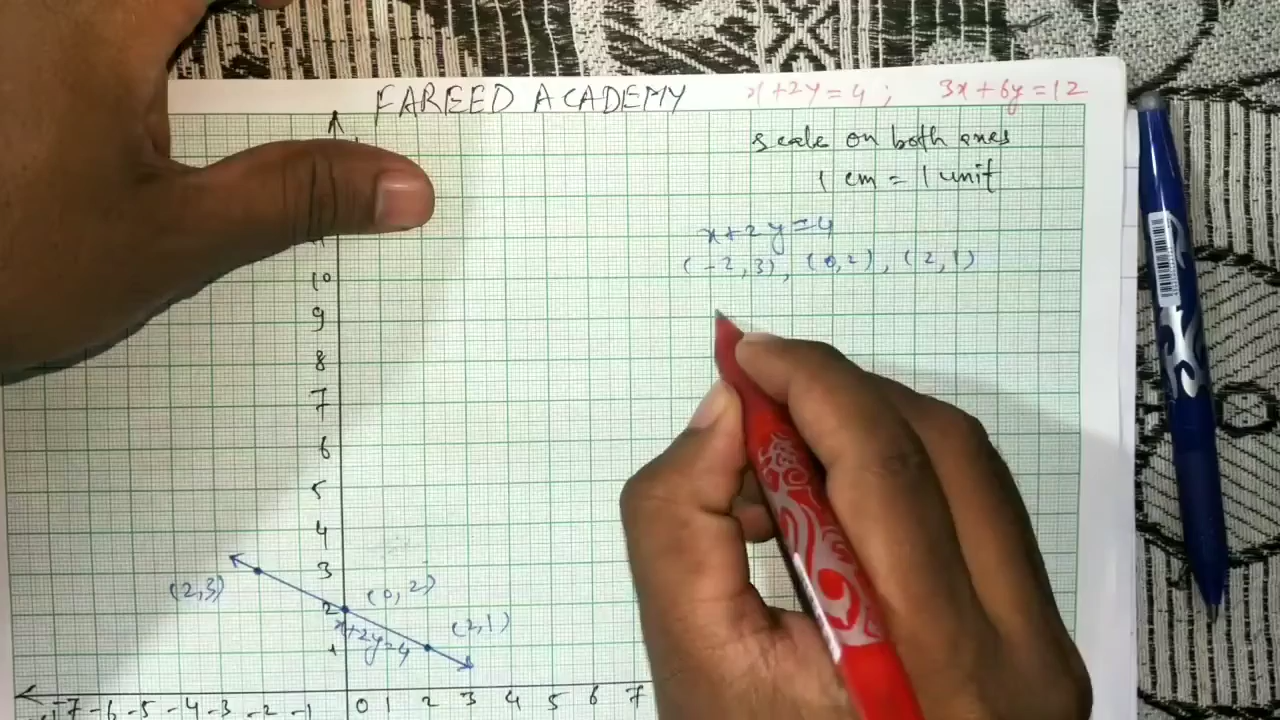 FAREED ACADEMY
x+2y=4 ; 3x+6y=12
scale on both axes
1 cm = 1 unit
x+2y=4
(-2,3), (0,2), (2,1)
10
9
8
7
6
5
4
3
(2,3)
(0,2)
2
(2,1)
x+2y=4
1
-7 -6 -5 -4 -3 -2 -1 0 1 2 3 4 5 6 7